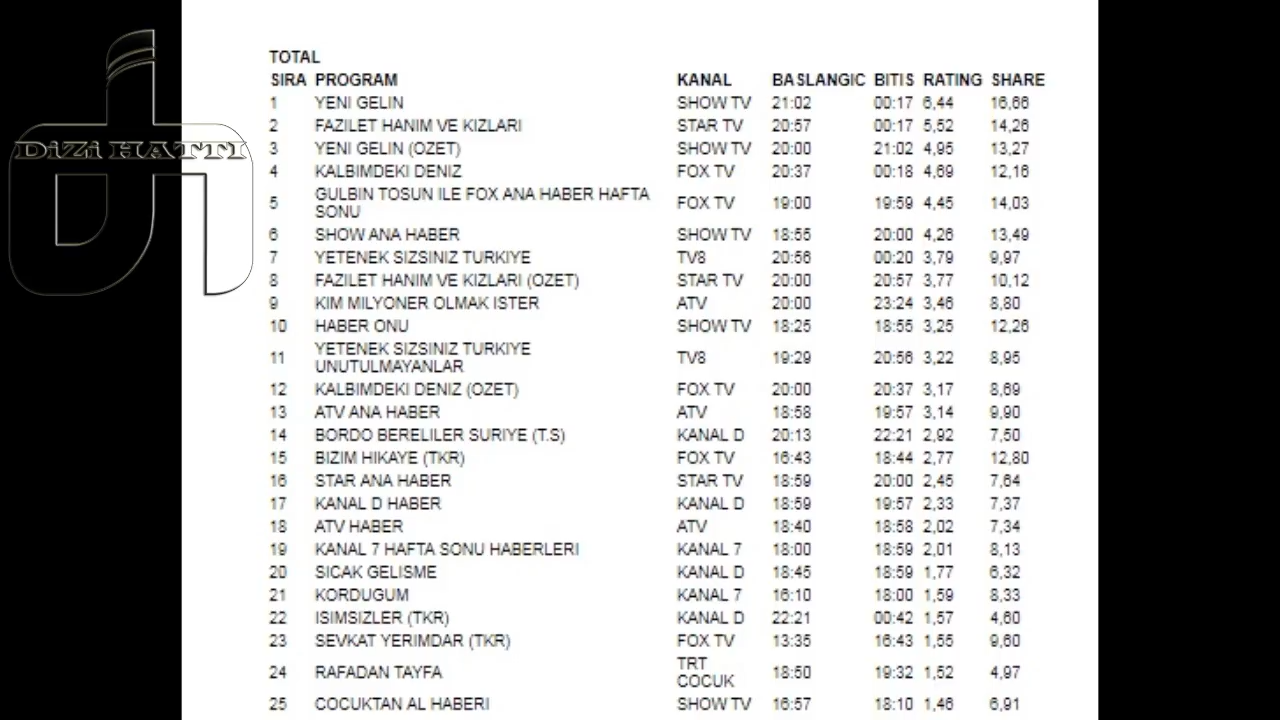 DiZi HATTI
TOTAL
SIRA PROGRAM KANAL BASLANGIC BITIS RATING SHARE
1 YENI GELIN SHOW TV 21:02 00:17 6,44 16,66
2 FAZILET HANIM VE KIZLARI STAR TV 20:57 00:17 5,52 14,26
3 YENI GELIN (OZET) SHOW TV 20:00 21:02 4,95 13,27
4 KALBIMDEKI DENIZ FOX TV 20:37 00:18 4,69 12,16
5 GULBIN TOSUN ILE FOX ANA HABER HAFTA
SONU FOX TV 19:00 19:59 4,45 14,03
6 SHOW ANA HABER SHOW TV 18:55 20:00 4,26 13,49
7 YETENEK SIZSINIZ TURKIYE TV8 20:56 00:20 3,79 9,97
8 FAZILET HANIM VE KIZLARI (OZET) STAR TV 20:00 20:57 3,77 10,12
9 KIM MILYONER OLMAK ISTER ATV 20:00 23:24 3,46 8,80
10 HABER ONU SHOW TV 18:25 18:55 3,25 12,26
11 YETENEK SIZSINIZ TURKIYE
UNUTULMAYANLAR TV8 19:29 20:56 3,22 8,95
12 KALBIMDEKI DENIZ (OZET) FOX TV 20:00 20:37 3,17 8,69
13 ATV ANA HABER ATV 18:58 19:57 3,14 9,90
14 BORDO BERELILER SURIYE (T.S) KANAL D 20:13 22:21 2,92 7,50
15 BIZIM HIKAYE (TKR) FOX TV 16:43 18:44 2,77 12,80
16 STAR ANA HABER STAR TV 18:59 20:00 2,45 7,64
17 KANAL D HABER KANAL D 18:59 19:57 2,33 7,37
18 ATV HABER ATV 18:40 18:58 2,02 7,34
19 KANAL 7 HAFTA SONU HABERLERI KANAL 7 18:00 18:59 2,01 8,13
20 SICAK GELISME KANAL D 18:45 18:59 1,77 6,32
21 KORDUGUM KANAL 7 16:10 18:00 1,59 8,33
22 ISIMSIZLER (TKR) KANAL D 22:21 00:42 1,57 4,60
23 SEVKAT YERIMDAR (TKR) FOX TV 13:35 16:43 1,55 9,60
24 RAFADAN TAYFA TRT
COCUK 18:50 19:32 1,52 4,97
25 COCUKTAN AL HABERI SHOW TV 16:57 18:10 1,46 6,91